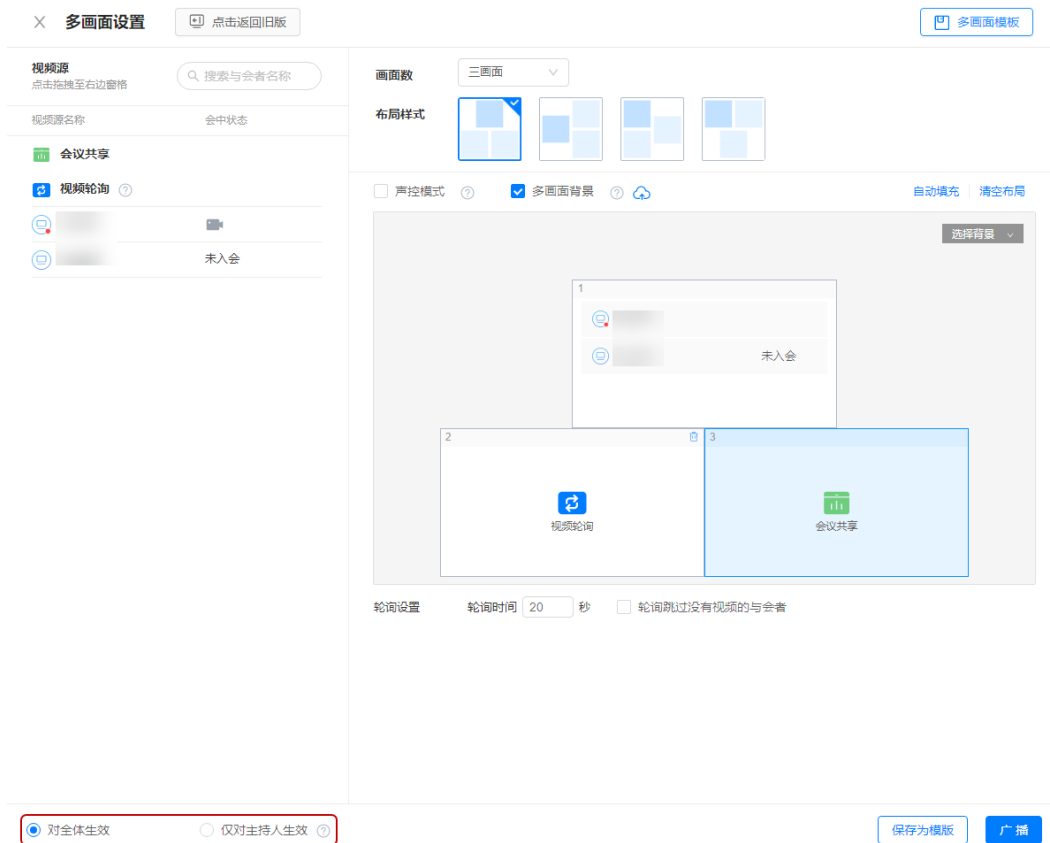 多画面设置
点击返回旧版
多画面模板
视频源
点击拖拽至右边窗格
搜索与会者名称
视频源名称
会中状态
会议共享
视频轮询
未入会
画面数
三画面
布局样式
声控模式
多画面背景
自动填充
清空布局
选择背景
1
未入会
2
3
视频轮询
会议共享
轮询设置
轮询时间 20 秒
轮询跳过没有视频的与会者
对全体生效
仅对主持人生效
保存为模版
广播